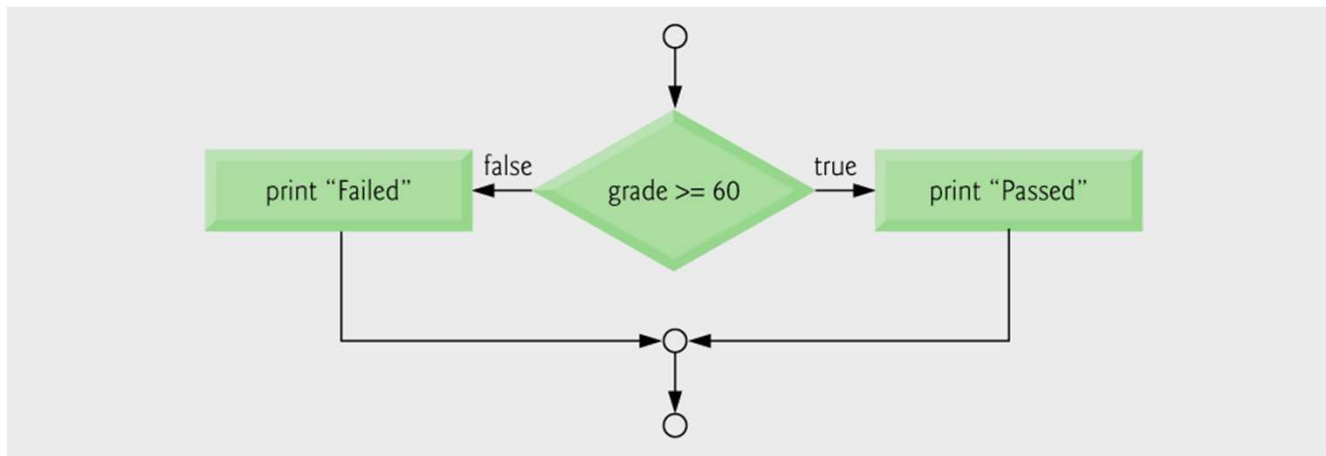 false
true
print “Failed”
grade >= 60
print “Passed”